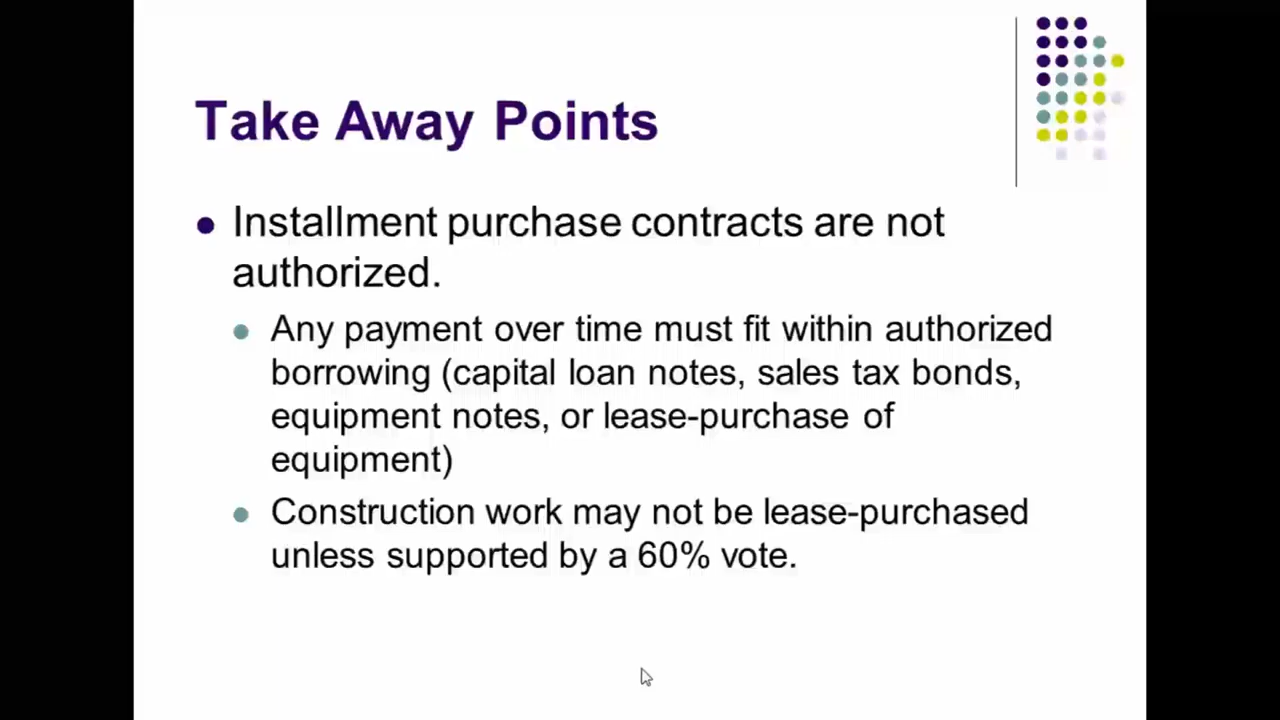 Take Away Points
Installment purchase contracts are not
authorized.
Any payment over time must fit within authorized
borrowing (capital loan notes, sales tax bonds,
equipment notes, or lease-purchase of
equipment)
Construction work may not be lease-purchased
unless supported by a 60% vote.